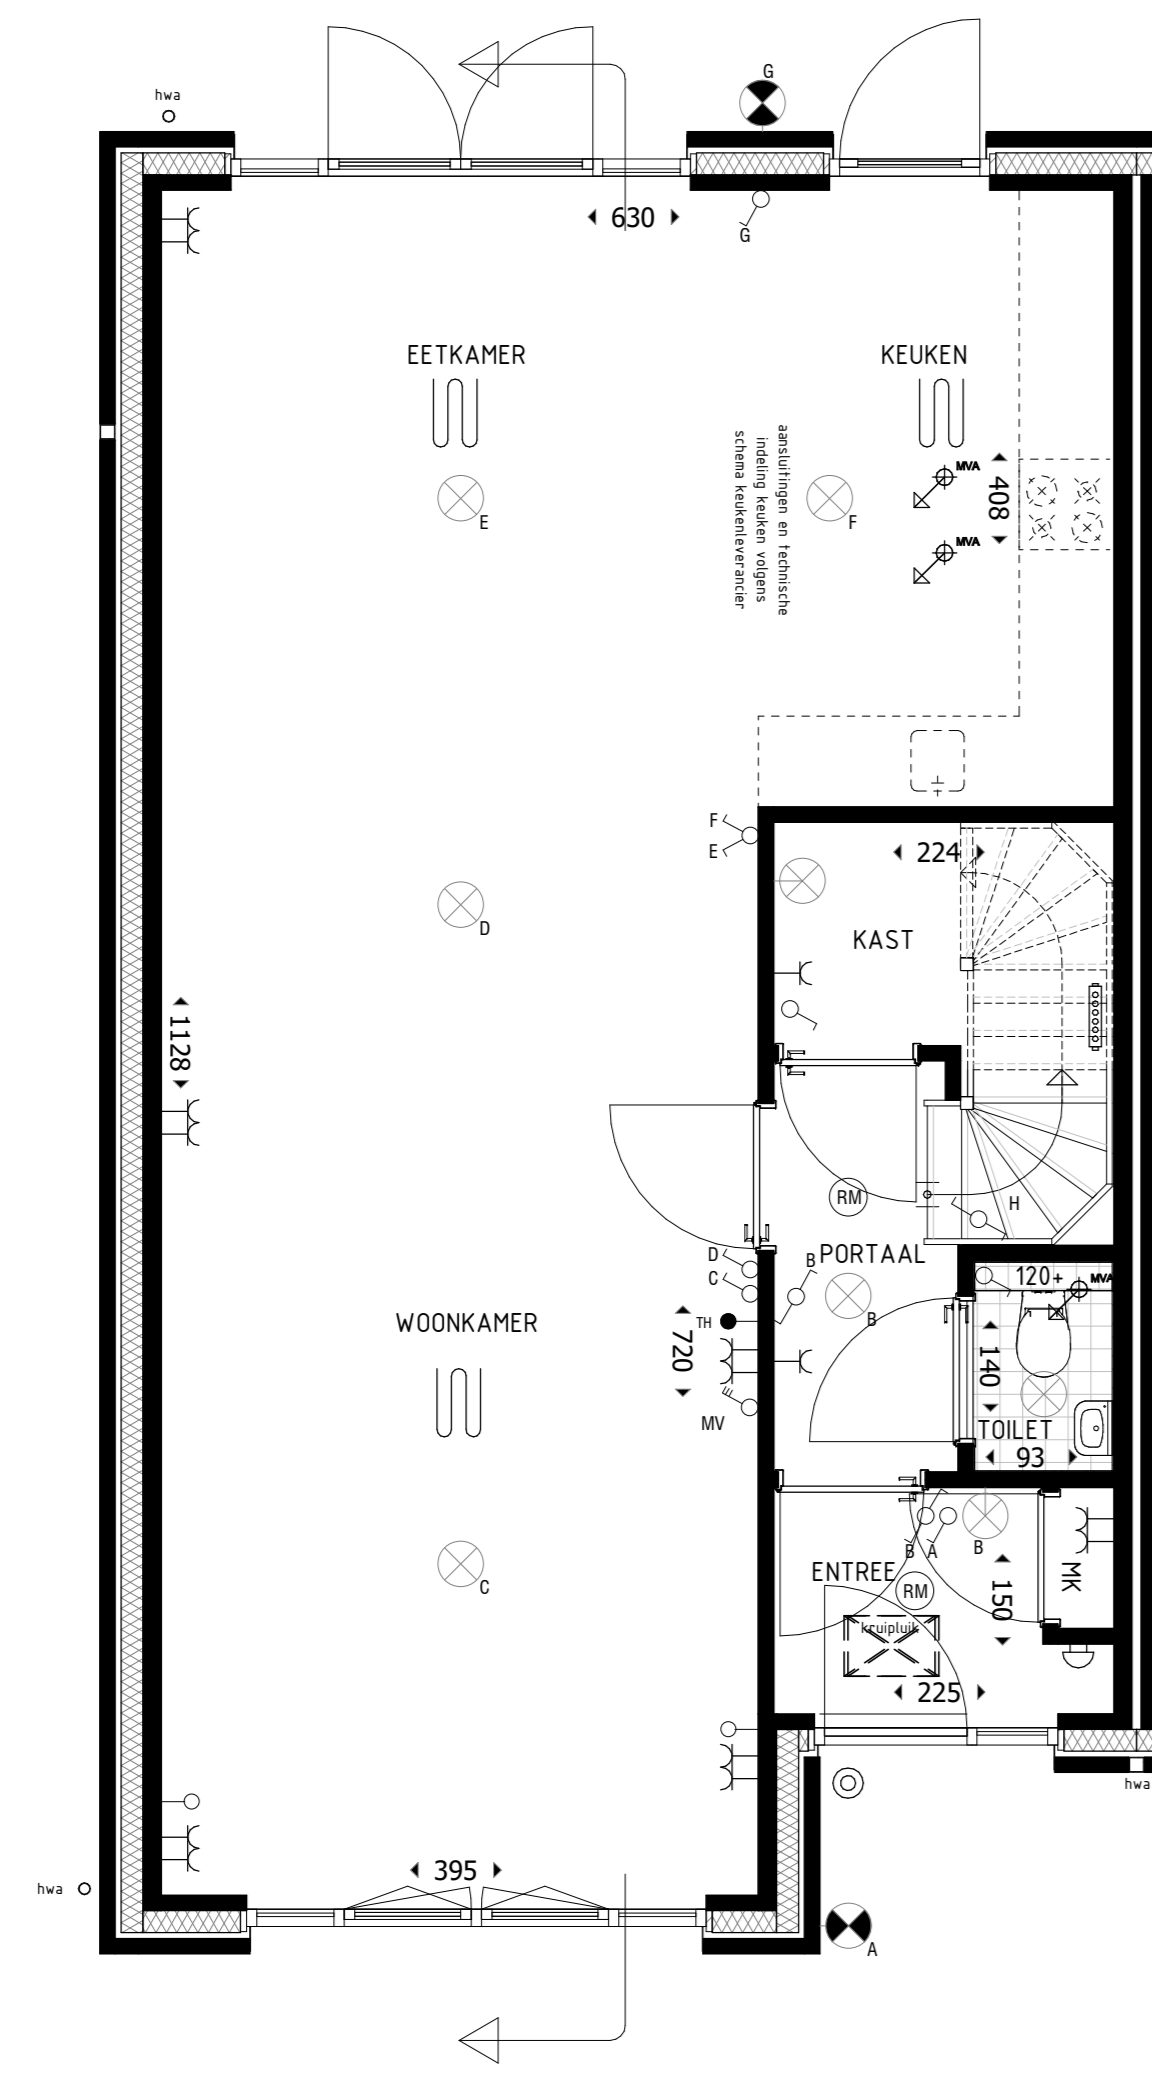 G
hwa
630
G
EETKAMER
KEUKEN
aansluitingen en technische
indeling keuken volgens
schema keukenleverancier
MVA
408
E
F
MVA
F
E
224
D
KAST
1128
RM
H
D
C
B
PORTAAL
TH
B
120+
MVA
WOONKAMER
720
140
MV
TOILET
93
B
A
B
ENTREE
RM
MK
C
150
kruipluik
225
hwa
395
hwa
A